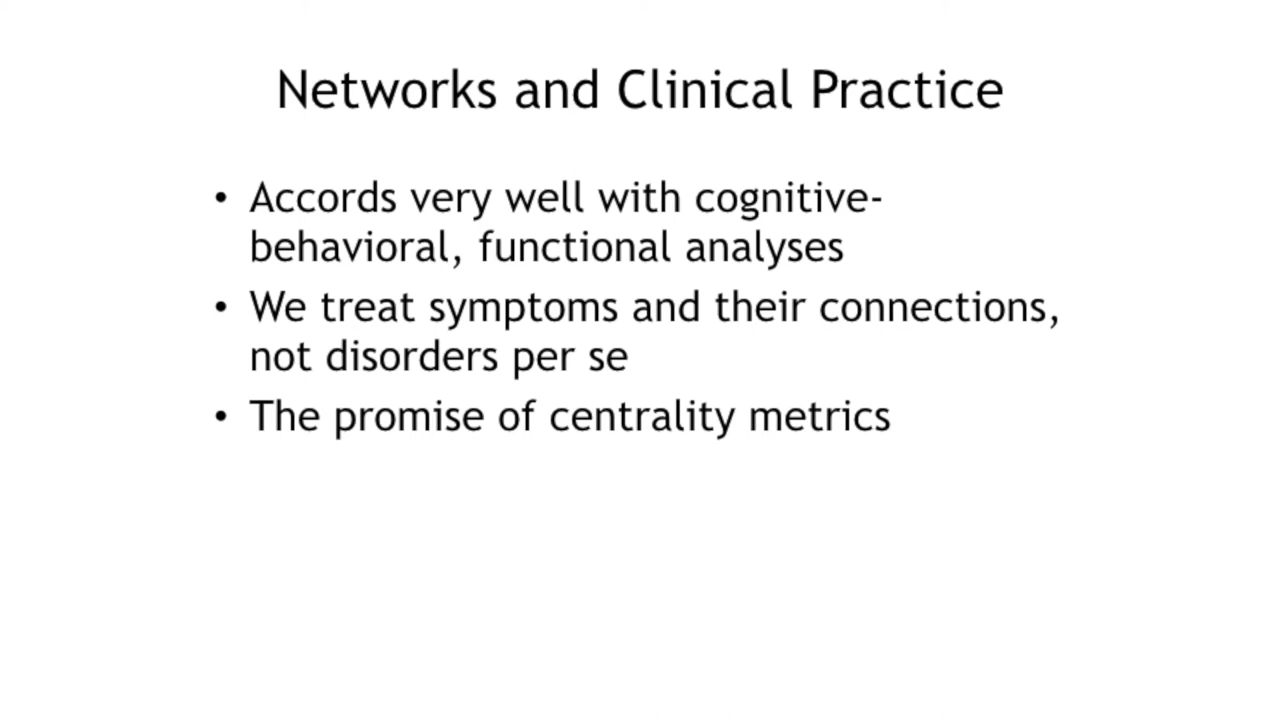 Networks and Clinical Practice
• Accords very well with cognitive-
behavioral, functional analyses
• We treat symptoms and their connections,
not disorders per se
• The promise of centrality metrics